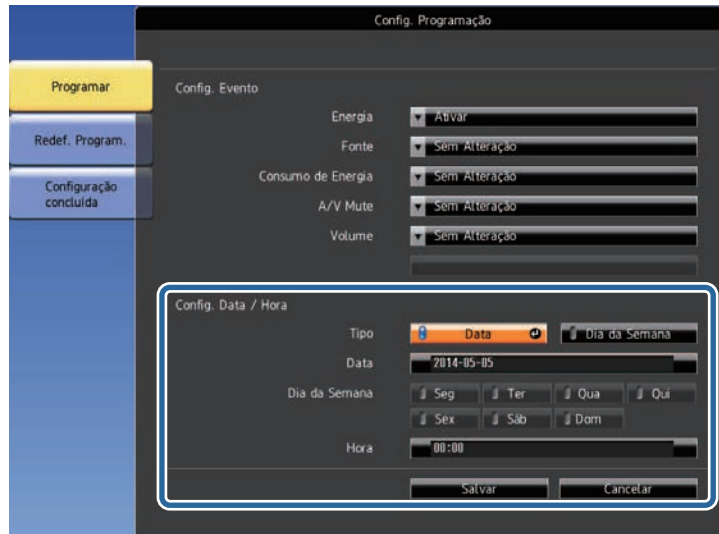 Config. Programação
Programar
Redef. Program.
Configuração
concluída
Config. Evento
Energia Ativar
Fonte Sem Alteração
Consumo de Energia Sem Alteração
A/V Mute Sem Alteração
Volume Sem Alteração
Config. Data / Hora
Tipo Data Dia da Semana
Data 2014-05-05
Dia da Semana Seg Ter Qua Qui
Sex Sáb Dom
Hora 00:00
Salvar Cancelar